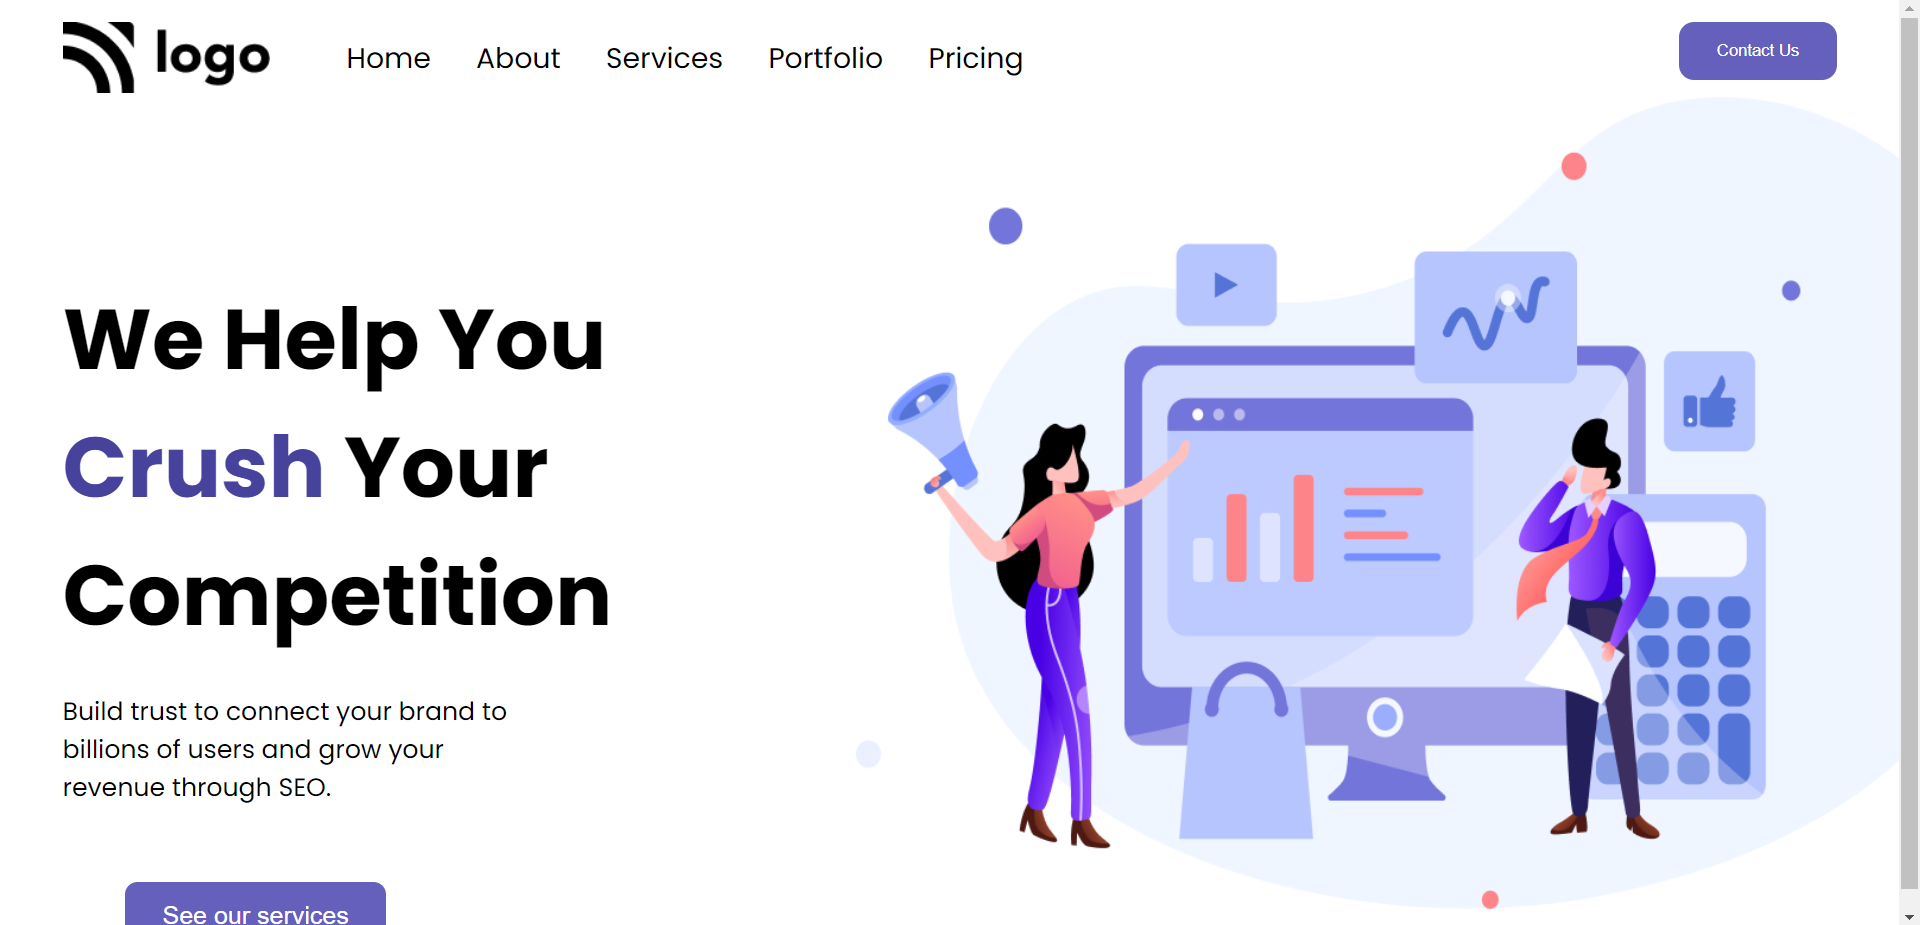 logo
Home About Services Portfolio Pricing
Contact Us
We Help You
Crush Your
Competition
Build trust to connect your brand to
billions of users and grow your
revenue through SEO.
See our services